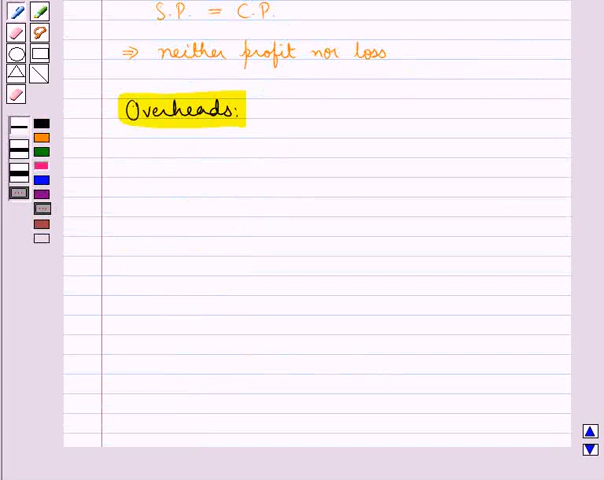 S.P. = C.P.
⇒ neither profit nor loss
Overheads: